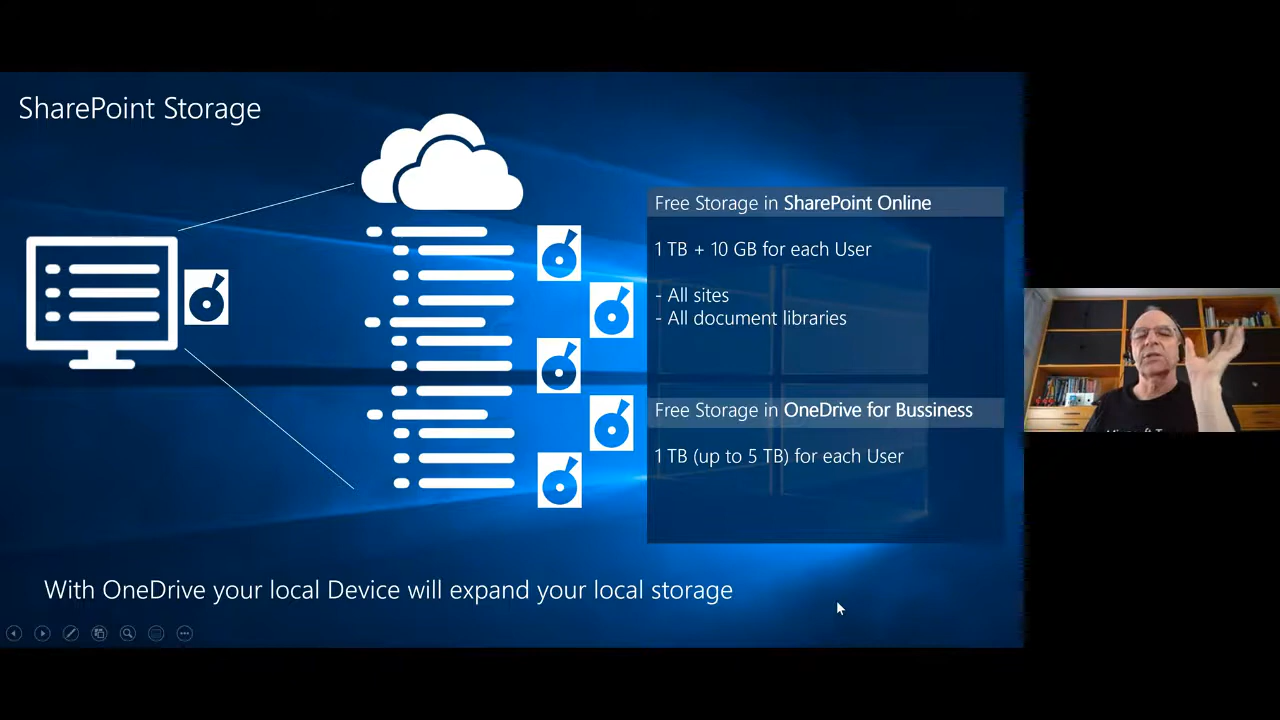 SharePoint Storage
Free Storage in SharePoint Online
1 TB + 10 GB for each User
- All sites
- All document libraries
Free Storage in OneDrive for Bussiness
1 TB (up to 5 TB) for each User
With OneDrive your local Device will expand your local storage